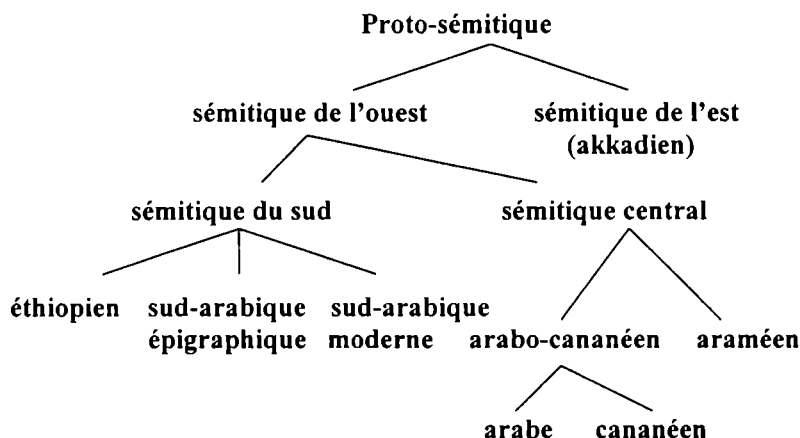 Proto-sémitique
sémitique de l'ouest
sémitique de l'est
(akkadien)
sémitique du sud
sémitique central
éthiopien
sud-arabique
épigraphique
sud-arabique
moderne
arabo-cananéen
araméen
arabe
cananéen